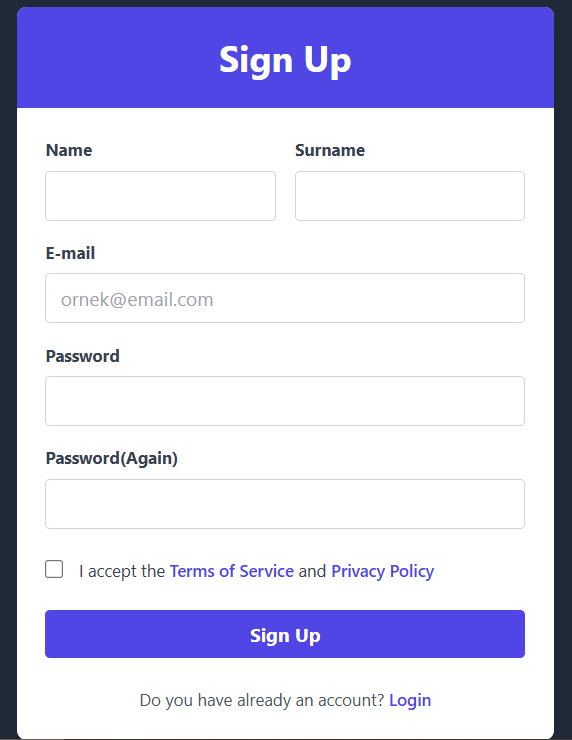 Sign Up
Name Surname
E-mail
ornek@email.com
Password
Password(Again)
I accept the Terms of Service and Privacy Policy
Sign Up
Do you have already an account? Login